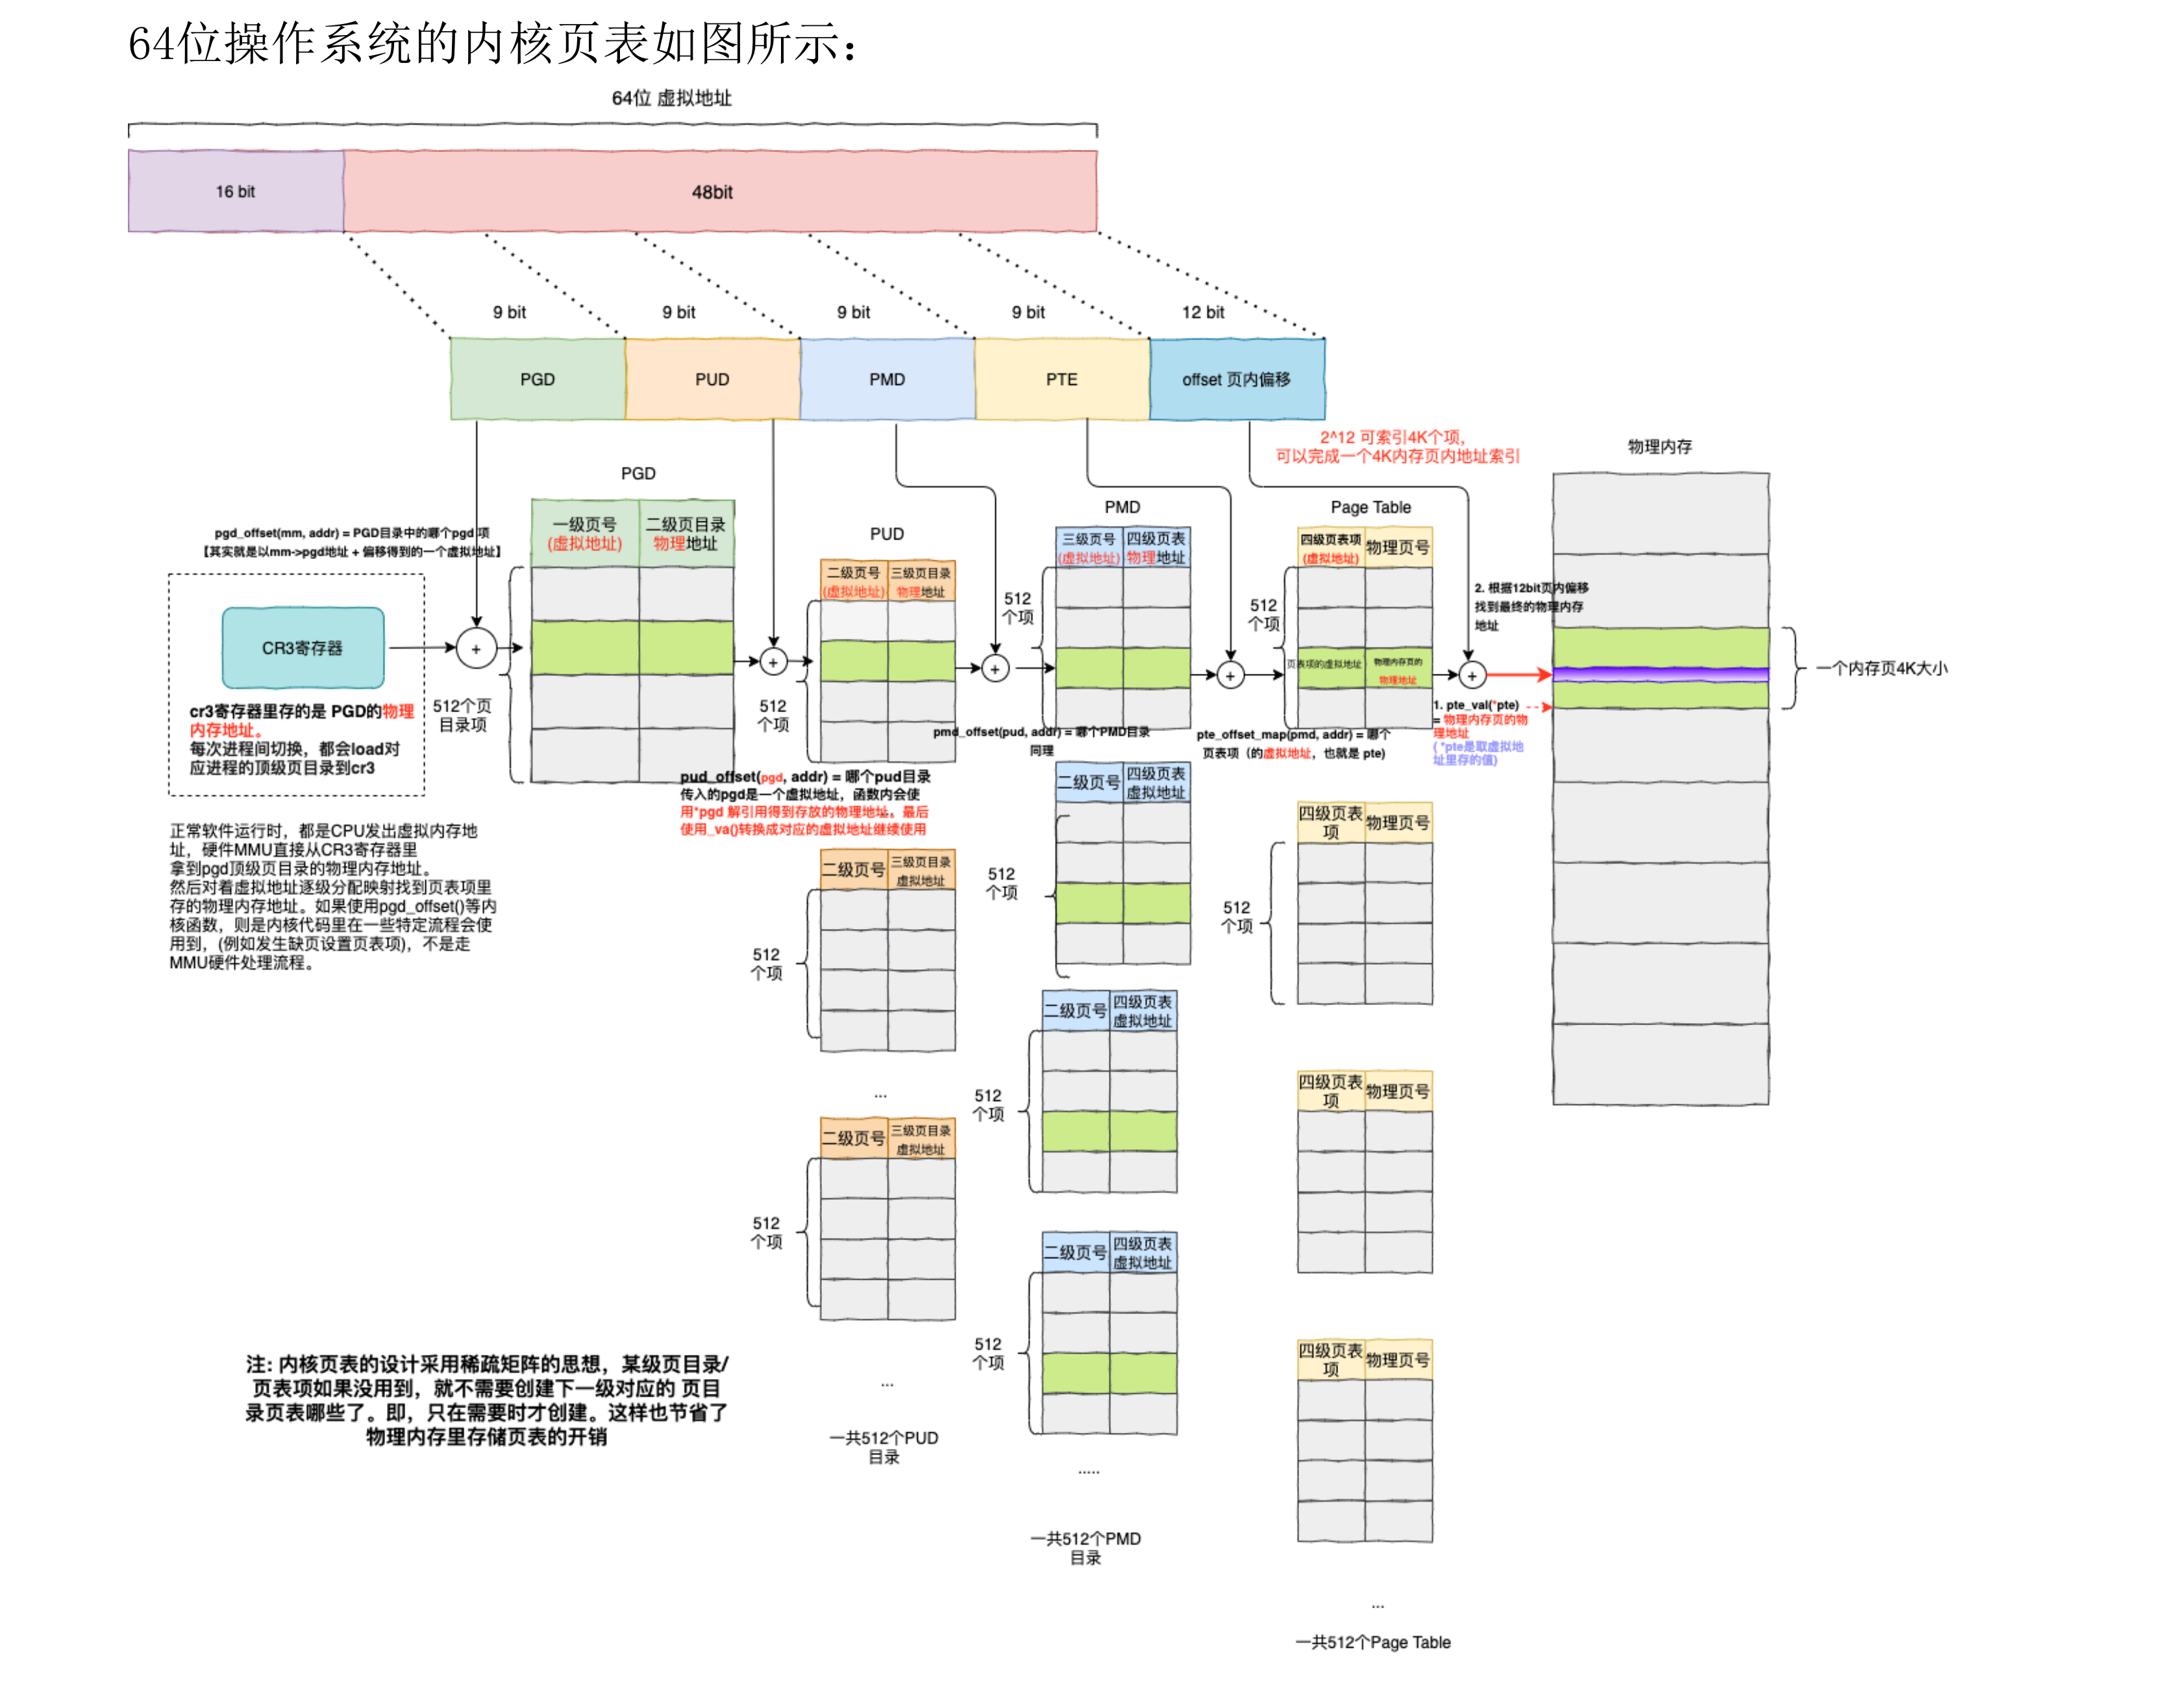 64位操作系统的内核页表如图所示：
64位 虚拟地址
16 bit
48bit
9 bit
9 bit
9 bit
9 bit
12 bit
PGD
PUD
PMD
PTE
offset 页内偏移
2^12 可索引4K个项，
可以完成一个4K内存页内地址索引
物理内存
PGD
一级页号
(虚拟地址)
二级页目录
物理地址
pgd_offset(mm, addr) = PGD目录中的哪个pgd 项
【其实就是以mm->pgd地址 + 偏移得到的一个虚拟地址】
CR3寄存器
+
cr3寄存器里存的是 PGD的物理
内存地址。
每次进程间切换，都会load对
应进程的顶级页目录到cr3
512个页
目录项
正常软件运行时，都是CPU发出虚拟内存地
址，硬件MMU直接从CR3寄存器里
拿到pgd顶级页目录的物理内存地址。
然后对着虚拟地址逐级分配映射找到页表项里
存的物理内存地址。如果使用pgd_offset()等内
核函数，则是内核代码里在一些特定流程会使
用到，(例如发生缺页设置页表项)，不是走
MMU硬件处理流程。
PUD
二级页号
(虚拟地址)
三级页目录
物理地址
+
512
个项
pud_offset(pgd, addr) = 哪个pud目录
传入的pgd是一个虚拟地址，函数内会使
用*pgd 解引用得到存放的物理地址。最后
使用_va()转换成对应的虚拟地址继续使用
二级页号
三级页目录
虚拟地址
512
个项
...
二级页号
三级页目录
虚拟地址
512
个项
...
一共512个PUD
目录
PMD
三级页号
(虚拟地址)
四级页表
物理地址
512
个项
+
pmd_offset(pud, addr) = 哪个PMD目录
同理
二级页号
四级页表
虚拟地址
512
个项
二级页号
四级页表
虚拟地址
512
个项
二级页号
四级页表
虚拟地址
512
个项
.....
一共512个PMD
目录
Page Table
四级页表项
(虚拟地址)
物理页号
512
个项
+
页表项的虚拟地址
物理内存页的
物理地址
+
pte_offset_map(pmd, addr) = 哪个
页表项（的虚拟地址，也就是 pte)
2. 根据12bit页内偏移
找到最终的物理内存
地址
1. pte_val(*pte)
= 物理内存页的物
理地址
( *pte是取虚拟地
址里存的值)
一个内存页4K大小
四级页表
项
物理页号
512
个项
四级页表
项
物理页号
四级页表
项
物理页号
...
一共512个Page Table
注: 内核页表的设计采用稀疏矩阵的思想，某级页目录/
页表项如果没用到，就不需要创建下一级对应的 页目
录页表哪些了。即，只在需要时才创建。这样也节省了
物理内存里存储页表的开销